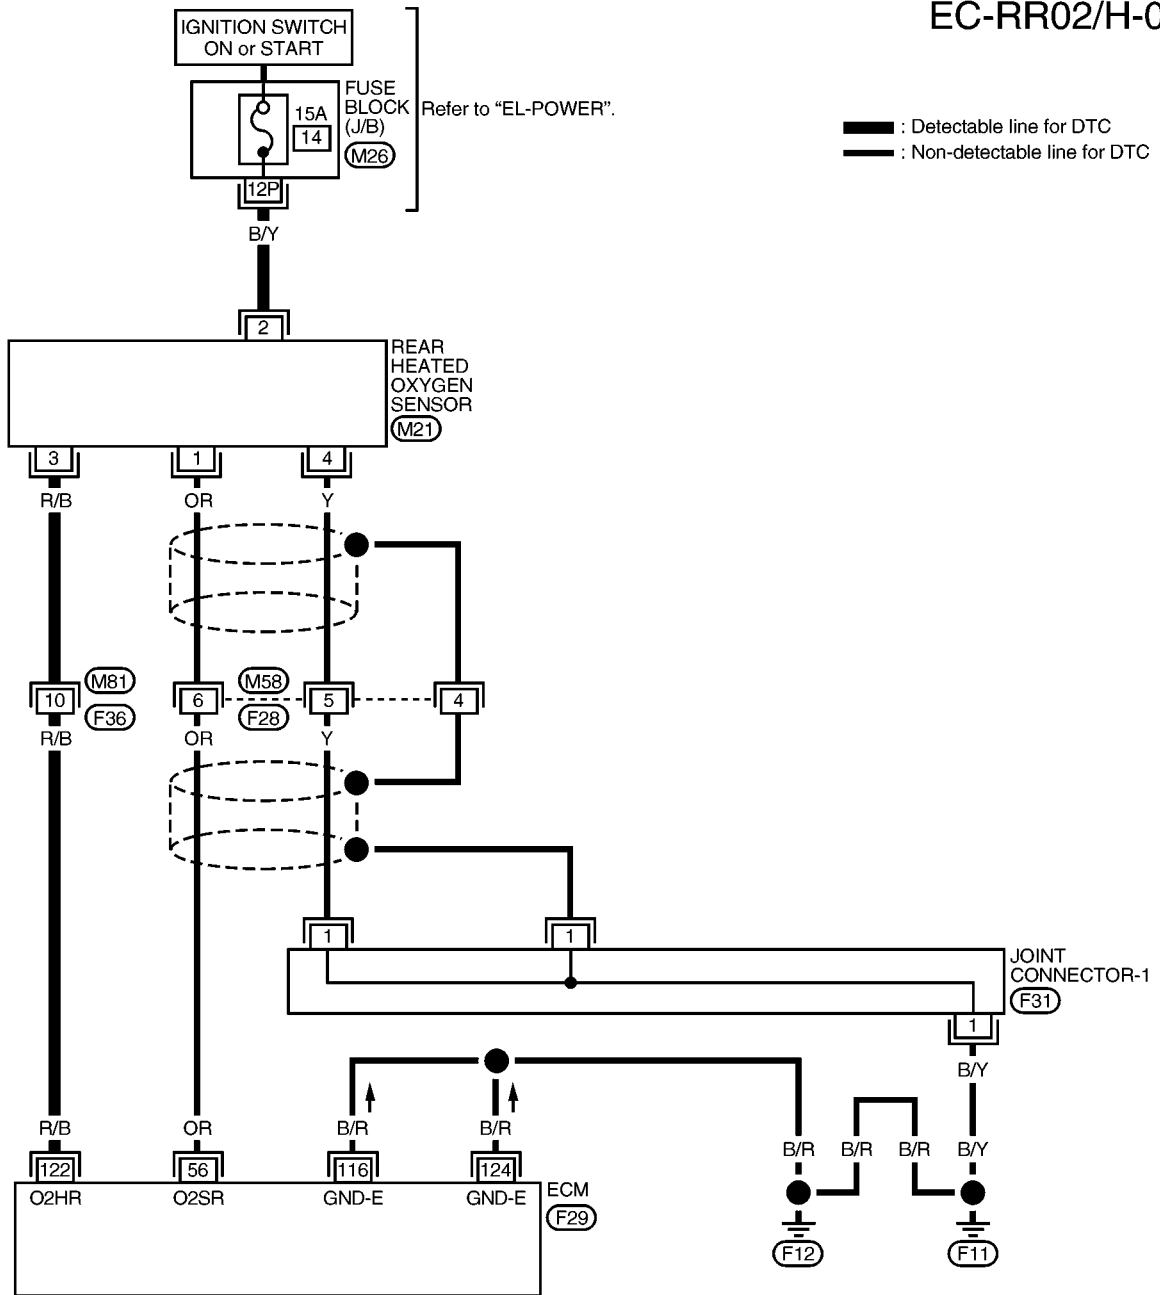 EC-RR02/H-0
IGNITION SWITCH
ON or START
FUSE
BLOCK
(J/B)
M26
15A
14
Refer to “EL-POWER”.
: Detectable line for DTC
: Non-detectable line for DTC
12P
B/Y
2
REAR
HEATED
OXYGEN
SENSOR
M21
3
1
4
R/B
OR
Y
M81
M58
10
6
5
4
F36
F28
R/B
OR
Y
1
1
JOINT
CONNECTOR-1
F31
1
B/Y
R/B
OR
B/R
B/R
B/R
B/R
B/R
B/Y
122
56
116
124
O2HR
O2SR
GND-E
GND-E
ECM
F29
F12
F11